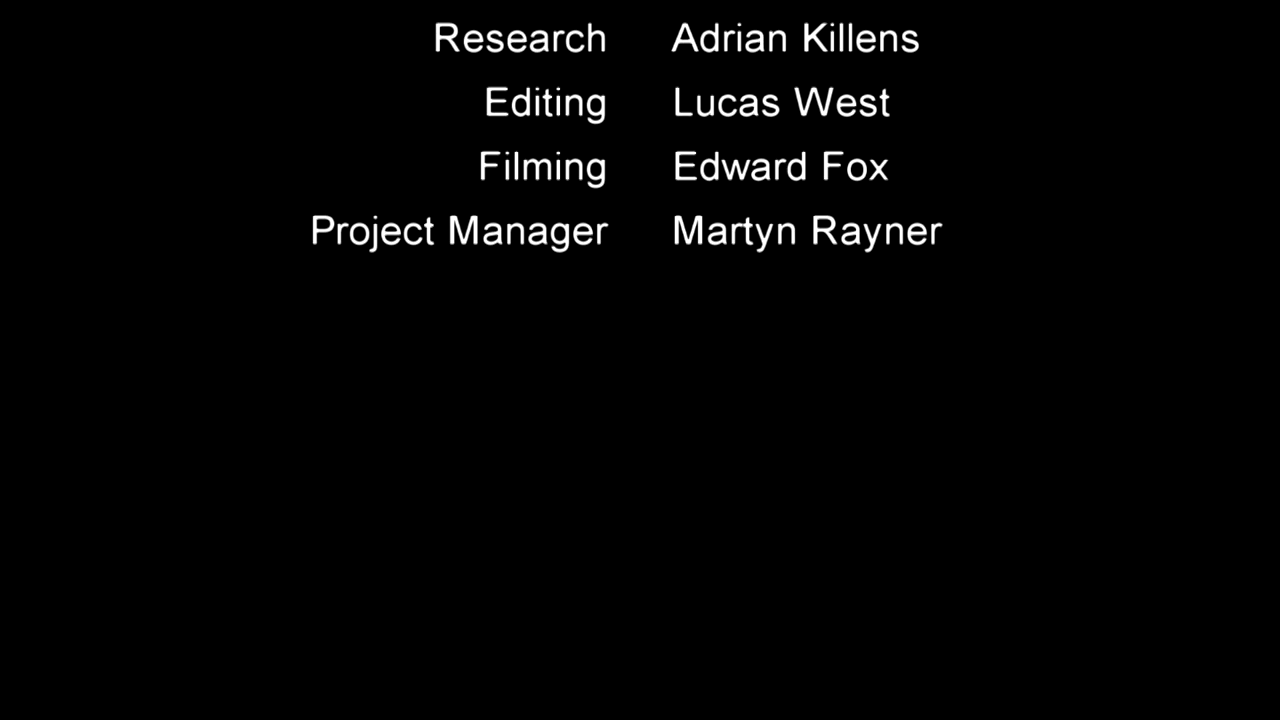 Research Adrian Killens
Editing Lucas West
Filming Edward Fox
Project Manager Martyn Rayner